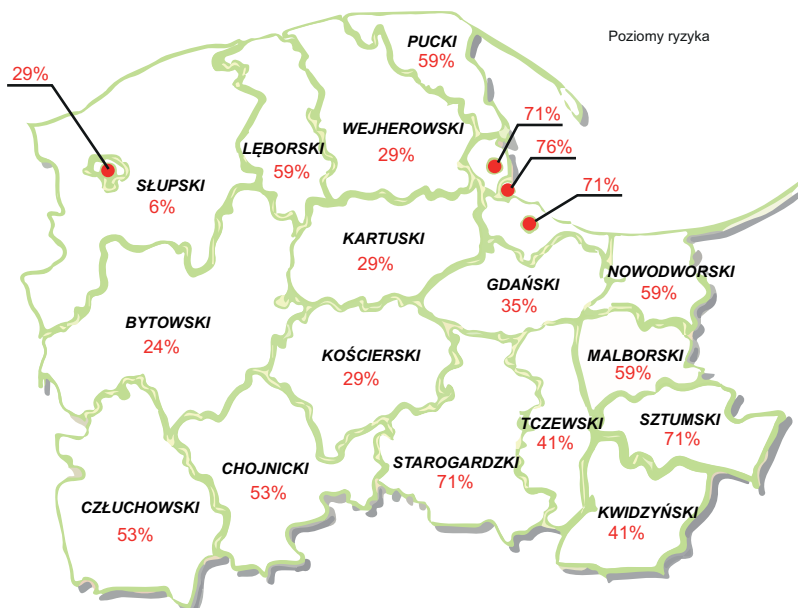 Poziomy ryzyka
PUCKI
59%
29%
71%
WEJHEROWSKI
29%
76%
LĘBORSKI
59%
SŁUPSKI
6%
71%
KARTUSKI
29%
GDAŃSKI
35%
NOWODWORSKI
59%
BYTOWSKI
24%
KOŚCIERSKI
29%
MALBORSKI
59%
TCZEWSKI
41%
SZTUMSKI
71%
CHOJNICKI
53%
STAROGARDZKI
71%
CZŁUCHOWSKI
53%
KWIDZYŃSKI
41%